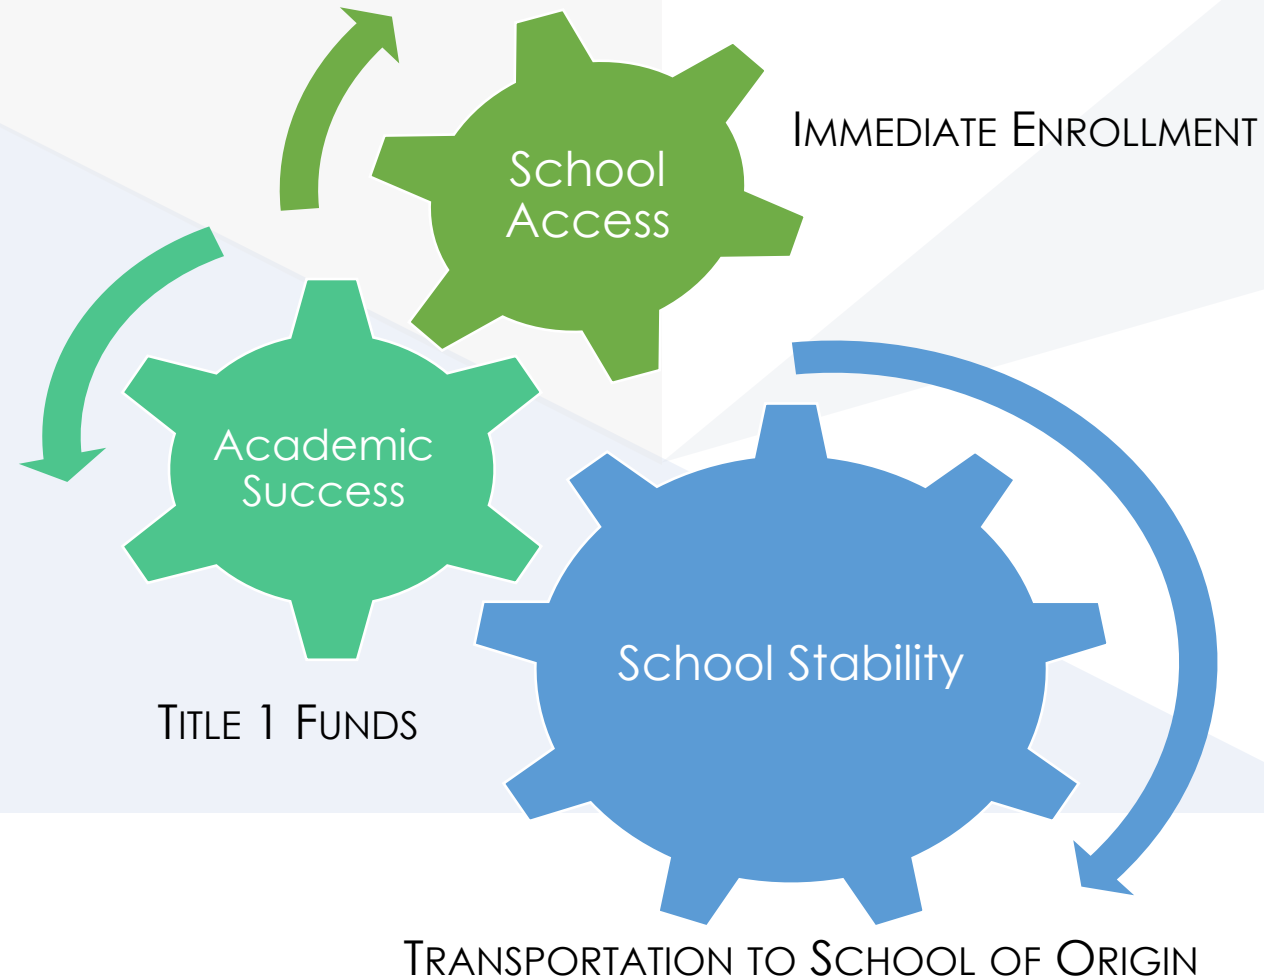 School
Access
IMMEDIATE ENROLLMENT
Academic
Success
TITLE 1 FUNDS
School Stability
TRANSPORTATION TO SCHOOL OF ORIGIN